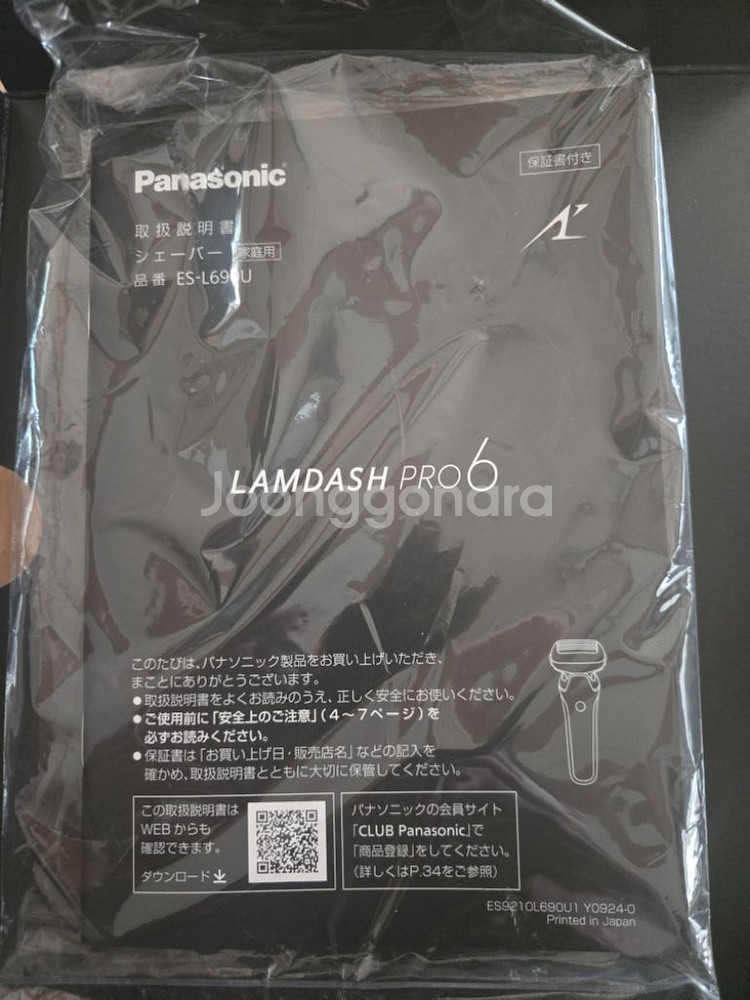 Panasonic
保証書付き
取扱説明書
シェーバー 家庭用
品番 ES-L690U
LAMDASH PRO 6
Joonggonara
このたびは、パナソニック製品をお買い上げいただき、
まことにありがとうございます。
●取扱説明書をよくお読みのうえ、正しく安全にお使いください。
●ご使用前に「安全上のご注意」(4～7ページ)を
必ずお読みください。
●保証書は「お買い上げ日・販売店名」などの記入を
確かめ、取扱説明書とともに大切に保管してください。
この取扱説明書は
WEBからも
確認できます。
ダウンロード
パナソニックの会員サイト
「CLUB Panasonic」で
「商品登録」をしてください。
(詳しくはP.34をご参照)
ES9210L690U1 Y0924-0
Printed in Japan